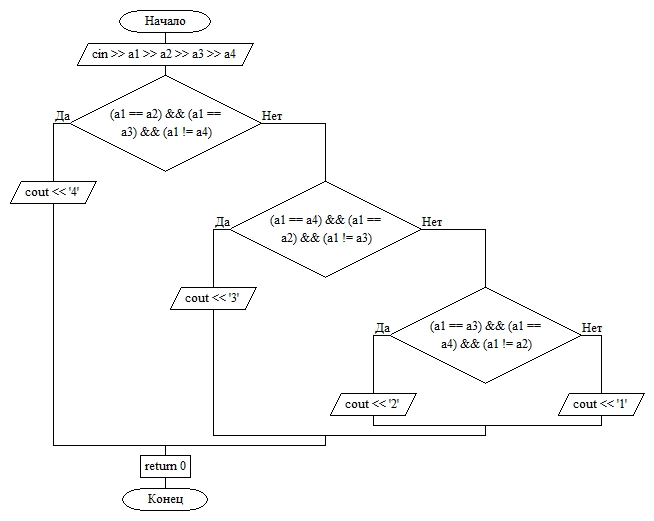 Начало
cin >> a1 >> a2 >> a3 >> a4
Да
(a1 == a2) && (a1 ==
a3) && (a1 != a4)
Нет
cout << '4'
Да
(a1 == a4) && (a1 ==
a2) && (a1 != a3)
Нет
cout << '3'
Да
(a1 == a3) && (a1 ==
a4) && (a1 != a2)
Нет
cout << '2'
cout << '1'
return 0
Конец